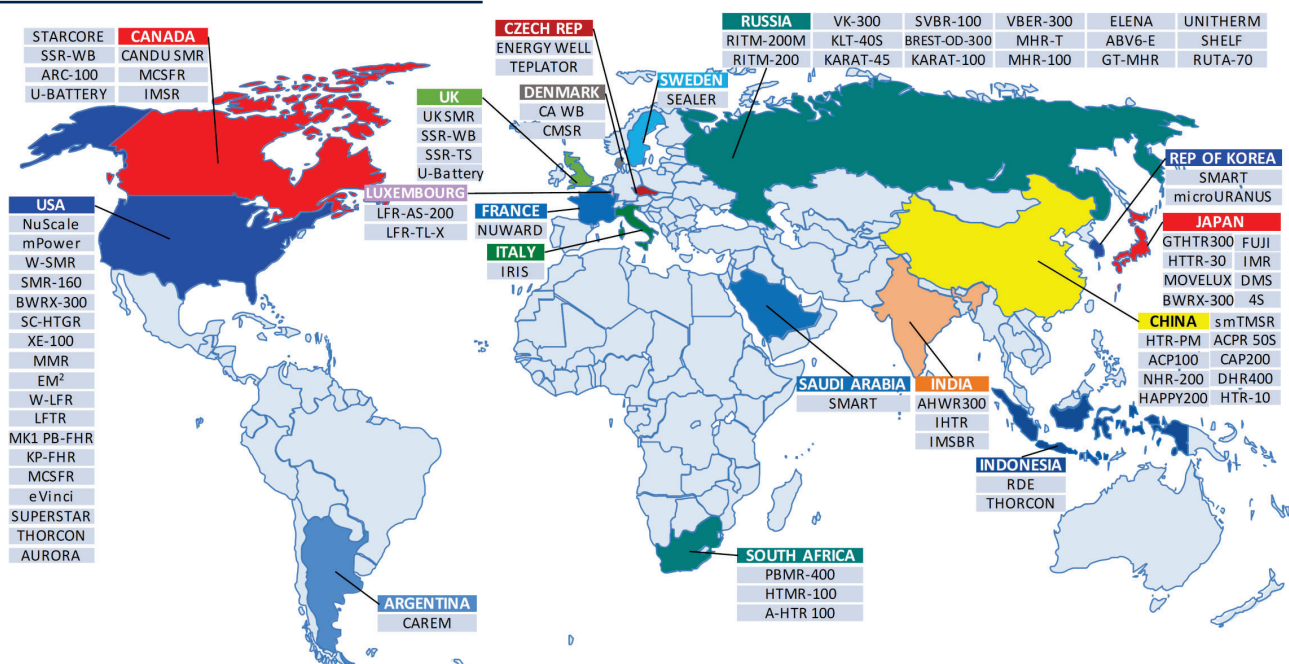 STARCORE CANADA
SSR-WB CANDU SMR
ARC-100 MCSFR
U-BATTERY IMSR
USA
NuScale
mPower
W-SMR
SMR-160
BWRX-300
SC-HTGR
XE-100
MMR
EM²
W-LFR
LFTR
MK1 PB-FHR
KP-FHR
MCSFR
eVinci
SUPERSTAR
THORCON
AURORA
ARGENTINA
CAREM
UK
UK SMR
SSR-WB
SSR-TS
U-Battery
LUXEMBOURG
LFR-AS-200
LFR-TL-X
CZECH REP
ENERGY WELL
TEPLATOR
DENMARK
CA WB
CMSR
SWEDEN
SEALER
FRANCE
NUWARD
ITALY
IRIS
RUSSIA VK-300 SVBR-100 VBER-300 ELENA UNITHERM
RITM-200M KLT-40S BREST-OD-300 MHR-T ABV6-E SHELF
RITM-200 KARAT-45 KARAT-100 MHR-100 GT-MHR RUTA-70
REP OF KOREA
SMART
microURANUS
JAPAN
GTHTR300 FUJI
HTTR-30 IMR
MOVELUX DMS
BWRX-300 4S
CHINA smTMSR
HTR-PM ACPR 50S
ACP100 CAP200
NHR-200 DHR400
HAPPY200 HTR-10
SAUDI ARABIA
SMART
INDIA
AHWR300
IHTR
IMSBR
INDONESIA
RDE
THORCON
SOUTH AFRICA
PBMR-400
HTMR-100
A-HTR 100